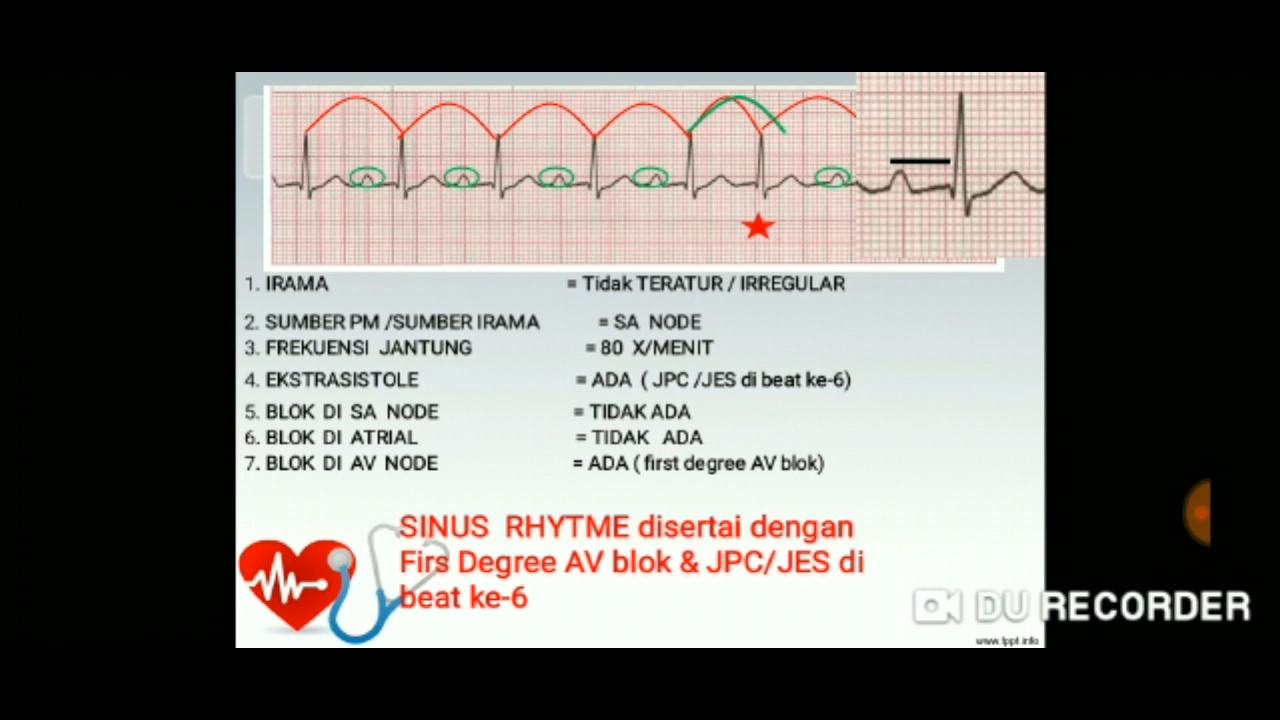 1. IRAMA = Tidak TERATUR / IRREGULAR
2. SUMBER PM /SUMBER IRAMA = SA NODE
3. FREKUENSI JANTUNG = 80 X/MENIT
4. EKSTRASISTOLE = ADA ( JPC /JES di beat ke-6)
5. BLOK DI SA NODE = TIDAK ADA
6. BLOK DI ATRIAL = TIDAK ADA
7. BLOK DI AV NODE = ADA ( first degree AV blok)
SINUS RHYTME disertai dengan
Firs Degree AV blok & JPC/JES di
beat ke-6
DU RECORDER
www.fppt.info